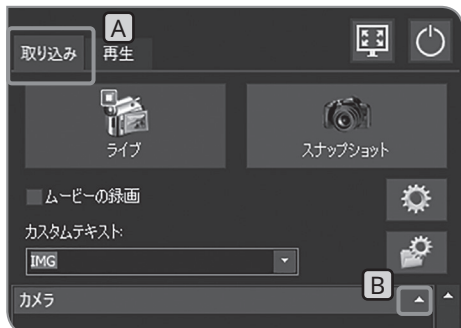 A
取り込み 再生
ライブ スナップショット
ムービーの録画
カスタムテキスト:
IMG
B
カメラ